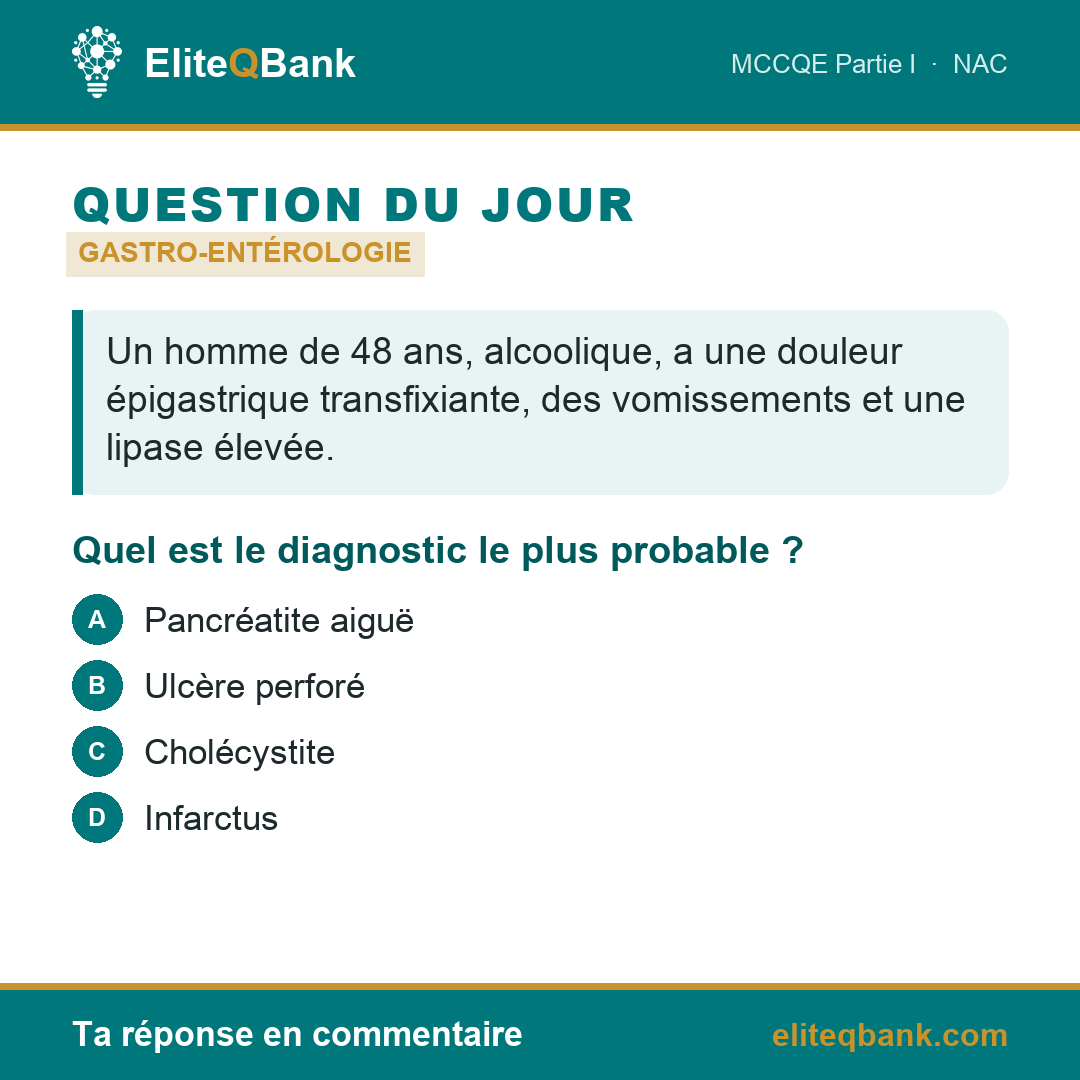 EliteQBank
MCCQE Partie I · NAC
QUESTION DU JOUR
GASTRO-ENTÉROLOGIE
Un homme de 48 ans, alcoolique, a une douleur
épigastrique transfixiante, des vomissements et une
lipase élevée.
Quel est le diagnostic le plus probable ?
A Pancréatite aiguë
B Ulcère perforé
C Cholécystite
D Infarctus
Ta réponse en commentaire
eliteqbank.com